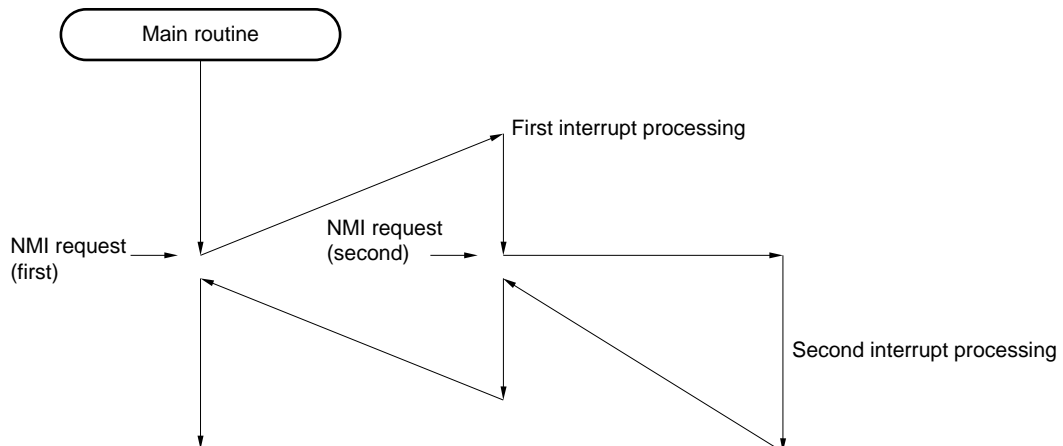 Main routine
First interrupt processing
NMI request
(first)
NMI request
(second)
Second interrupt processing